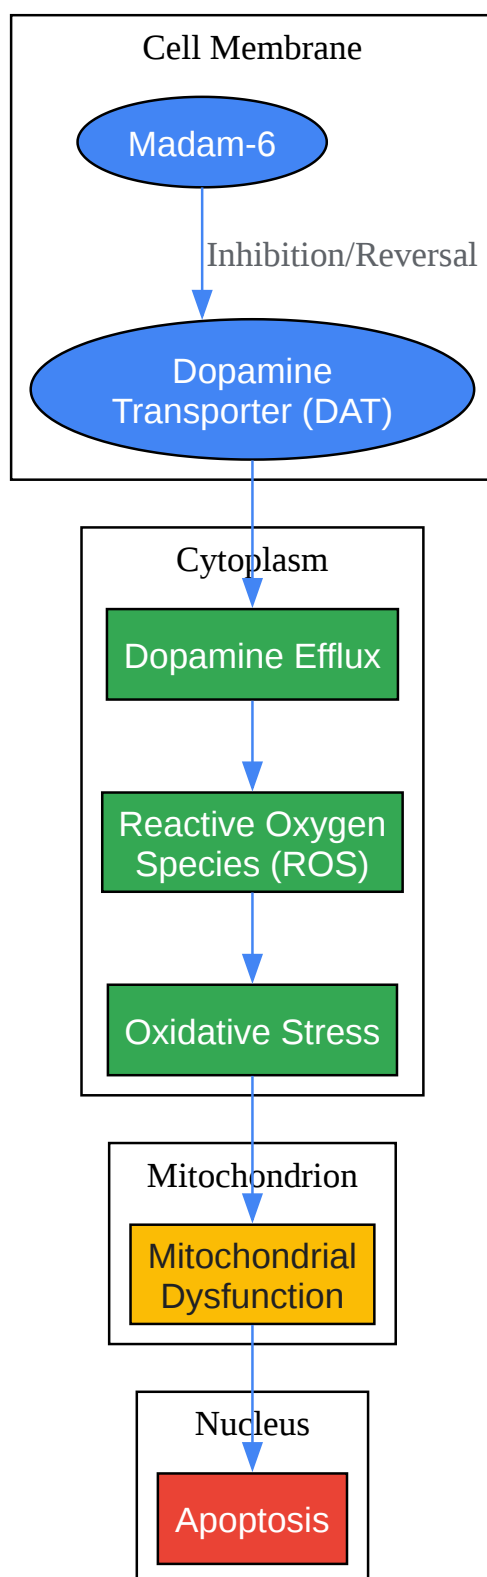 Cell Membrane
Madam-6
Inhibition/Reversal
Dopamine
Transporter (DAT)
Cytoplasm
Dopamine Efflux
Reactive Oxygen
Species (ROS)
Oxidative Stress
Mitochondrion
Mitochondrial
Dysfunction
Nucleus
Apoptosis